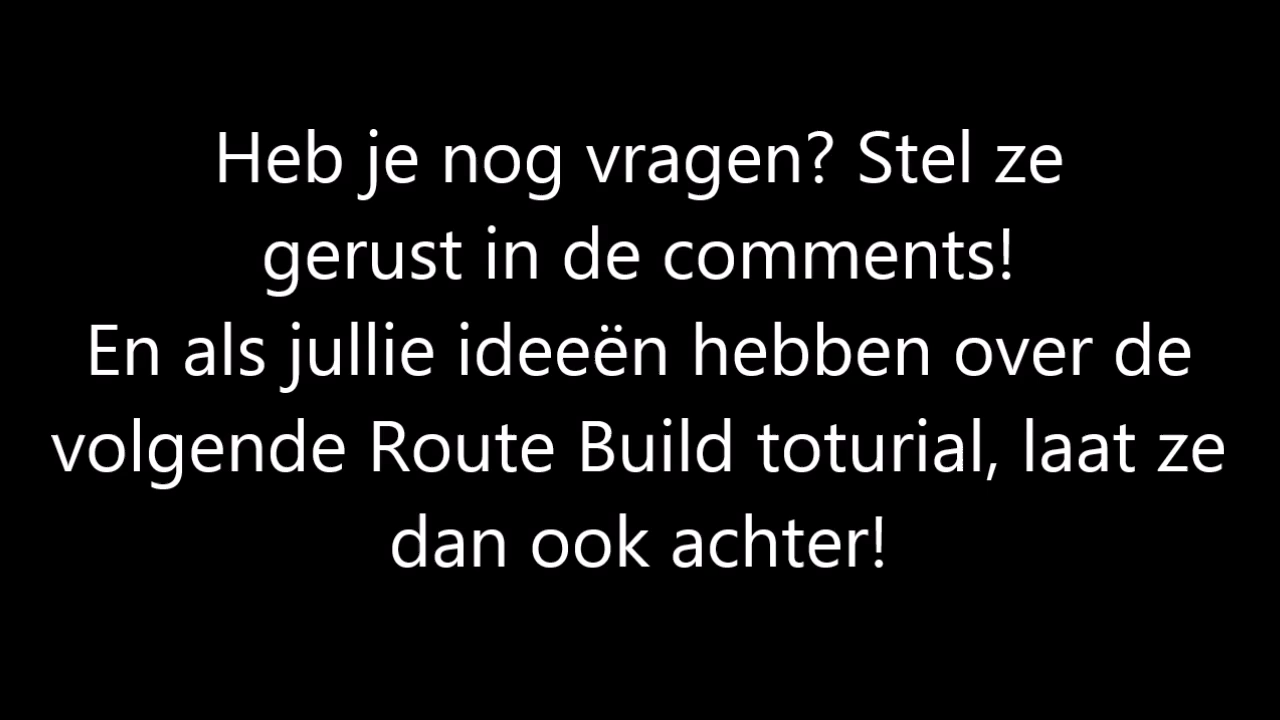 Heb je nog vragen? Stel ze
gerust in de comments!
En als jullie ideeën hebben over de
volgende Route Build toturial, laat ze
dan ook achter!